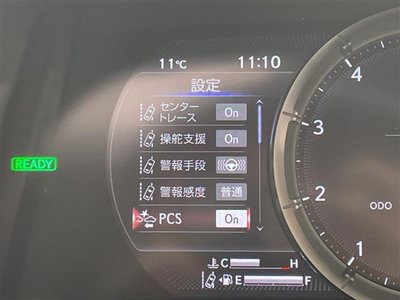 11℃
11:10
設定
センター
トレース
On
操舵支援
On
警報手段
警報感度
普通
PCS
On
READY
4
3
2
1
ODO
C
H
E
F